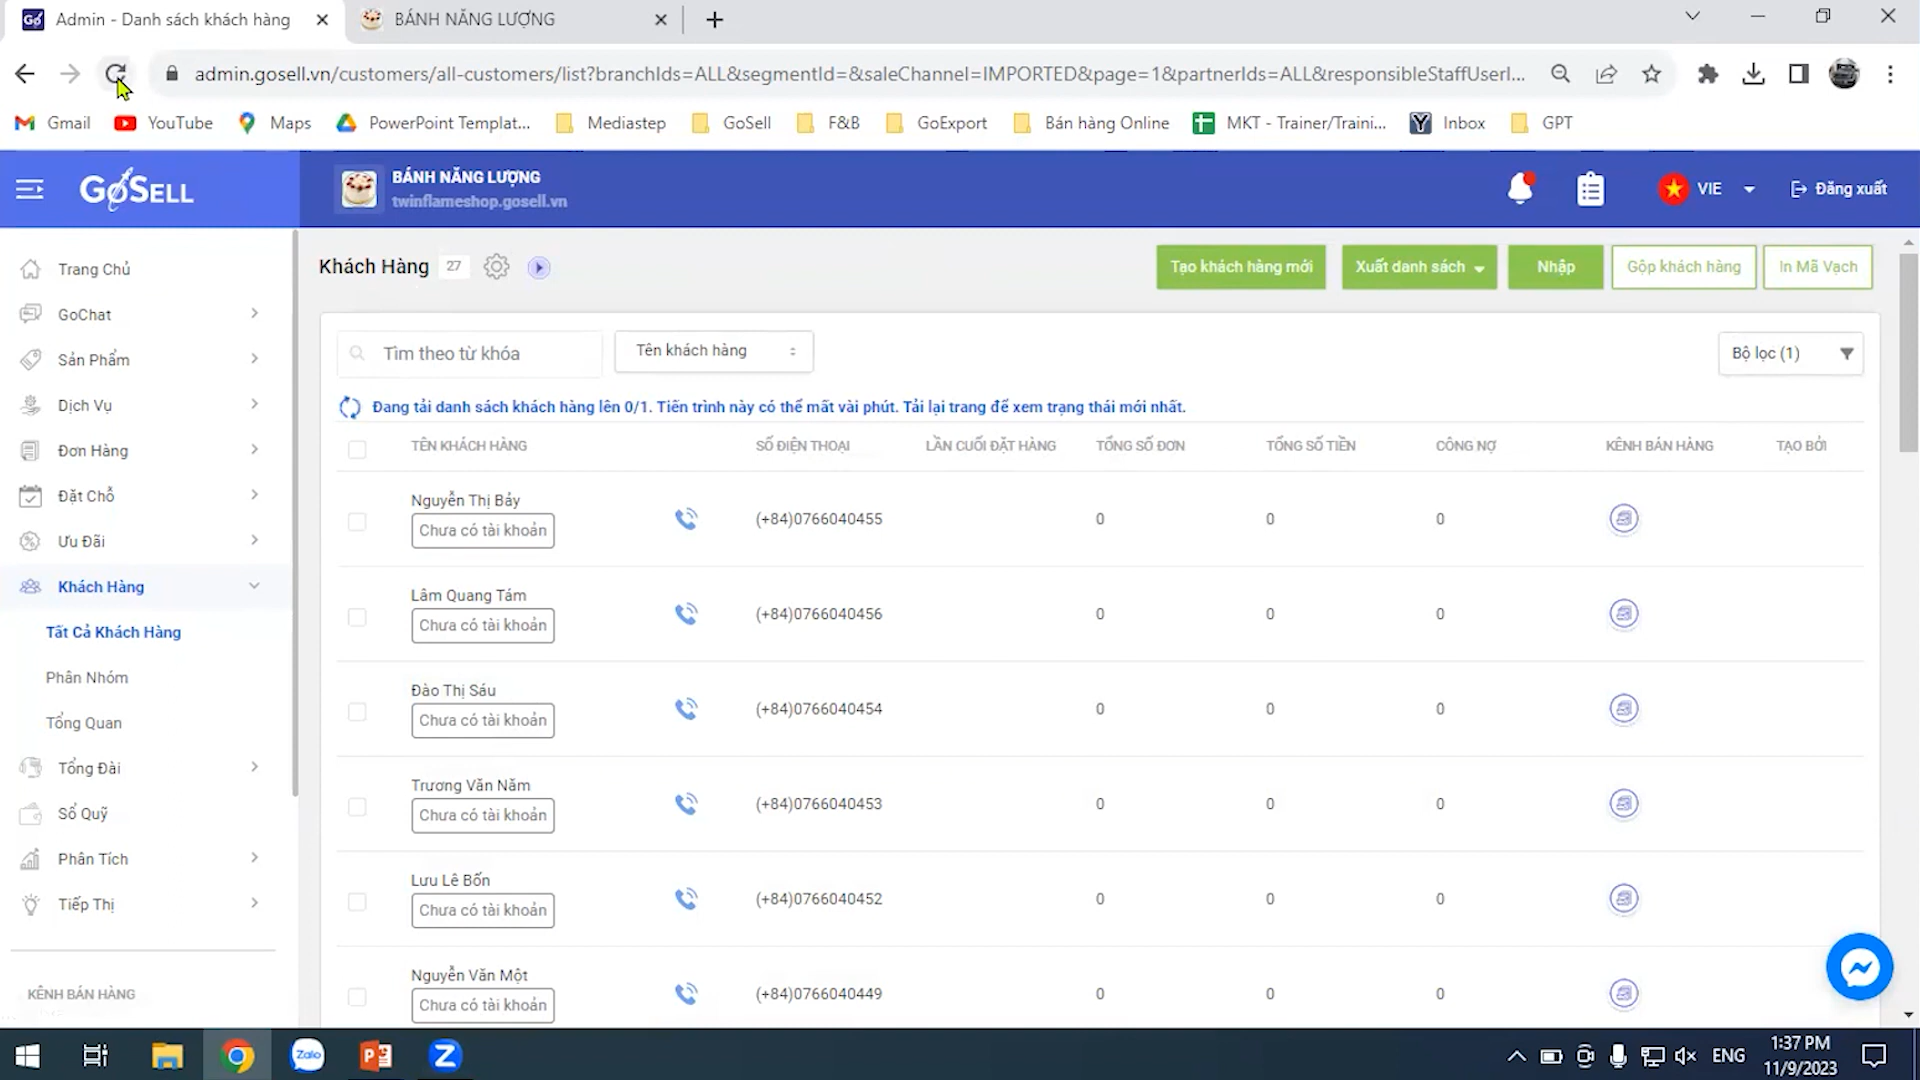 Admin - Danh sách khách hàng
BÁNH NĂNG LƯỢNG
admin.gosell.vn/customers/all-customers/list?branchIds=ALL&segmentId=&saleChannel=IMPORTED&page=1&partnerIds=ALL&responsibleStaffUserI...
Gmail YouTube Maps PowerPoint Templat... Mediastep GoSell F&B GoExport Bán hàng Online MKT - Trainer/Traini... Inbox GPT
GoSELL
BÁNH NĂNG LƯỢNG
twinflameshop.gosell.vn
VIE
Đăng xuất
Trang Chủ
GoChat
Sản Phẩm
Dịch Vụ
Đơn Hàng
Đặt Chỗ
Ưu Đãi
Khách Hàng
Tất Cả Khách Hàng
Phân Nhóm
Tổng Quan
Tổng Đài
Sổ Quỹ
Phân Tích
Tiếp Thị
KÊNH BÁN HÀNG
Khách Hàng 27
Tạo khách hàng mới Xuất danh sách Nhập Gộp khách hàng In Mã Vạch
Tìm theo từ khóa Tên khách hàng Bộ lọc (1)
Đang tải danh sách khách hàng lên 0/1. Tiến trình này có thể mất vài phút. Tải lại trang để xem trạng thái mới nhất.
TÊN KHÁCH HÀNG SỐ ĐIỆN THOẠI LẦN CUỐI ĐẶT HÀNG TỔNG SỐ ĐƠN TỔNG SỐ TIỀN CÔNG NỢ KÊNH BÁN HÀNG TẠO BỞI
Nguyễn Thị Bảy
Chưa có tài khoản
(+84)0766040455 0 0 0
Lâm Quang Tám
Chưa có tài khoản
(+84)0766040456 0 0 0
Đào Thị Sáu
Chưa có tài khoản
(+84)0766040454 0 0 0
Trương Văn Năm
Chưa có tài khoản
(+84)0766040453 0 0 0
Lưu Lê Bốn
Chưa có tài khoản
(+84)0766040452 0 0 0
Nguyễn Văn Một
Chưa có tài khoản
(+84)0766040449 0 0 0
Zalo
ENG
1:37 PM
11/9/2023